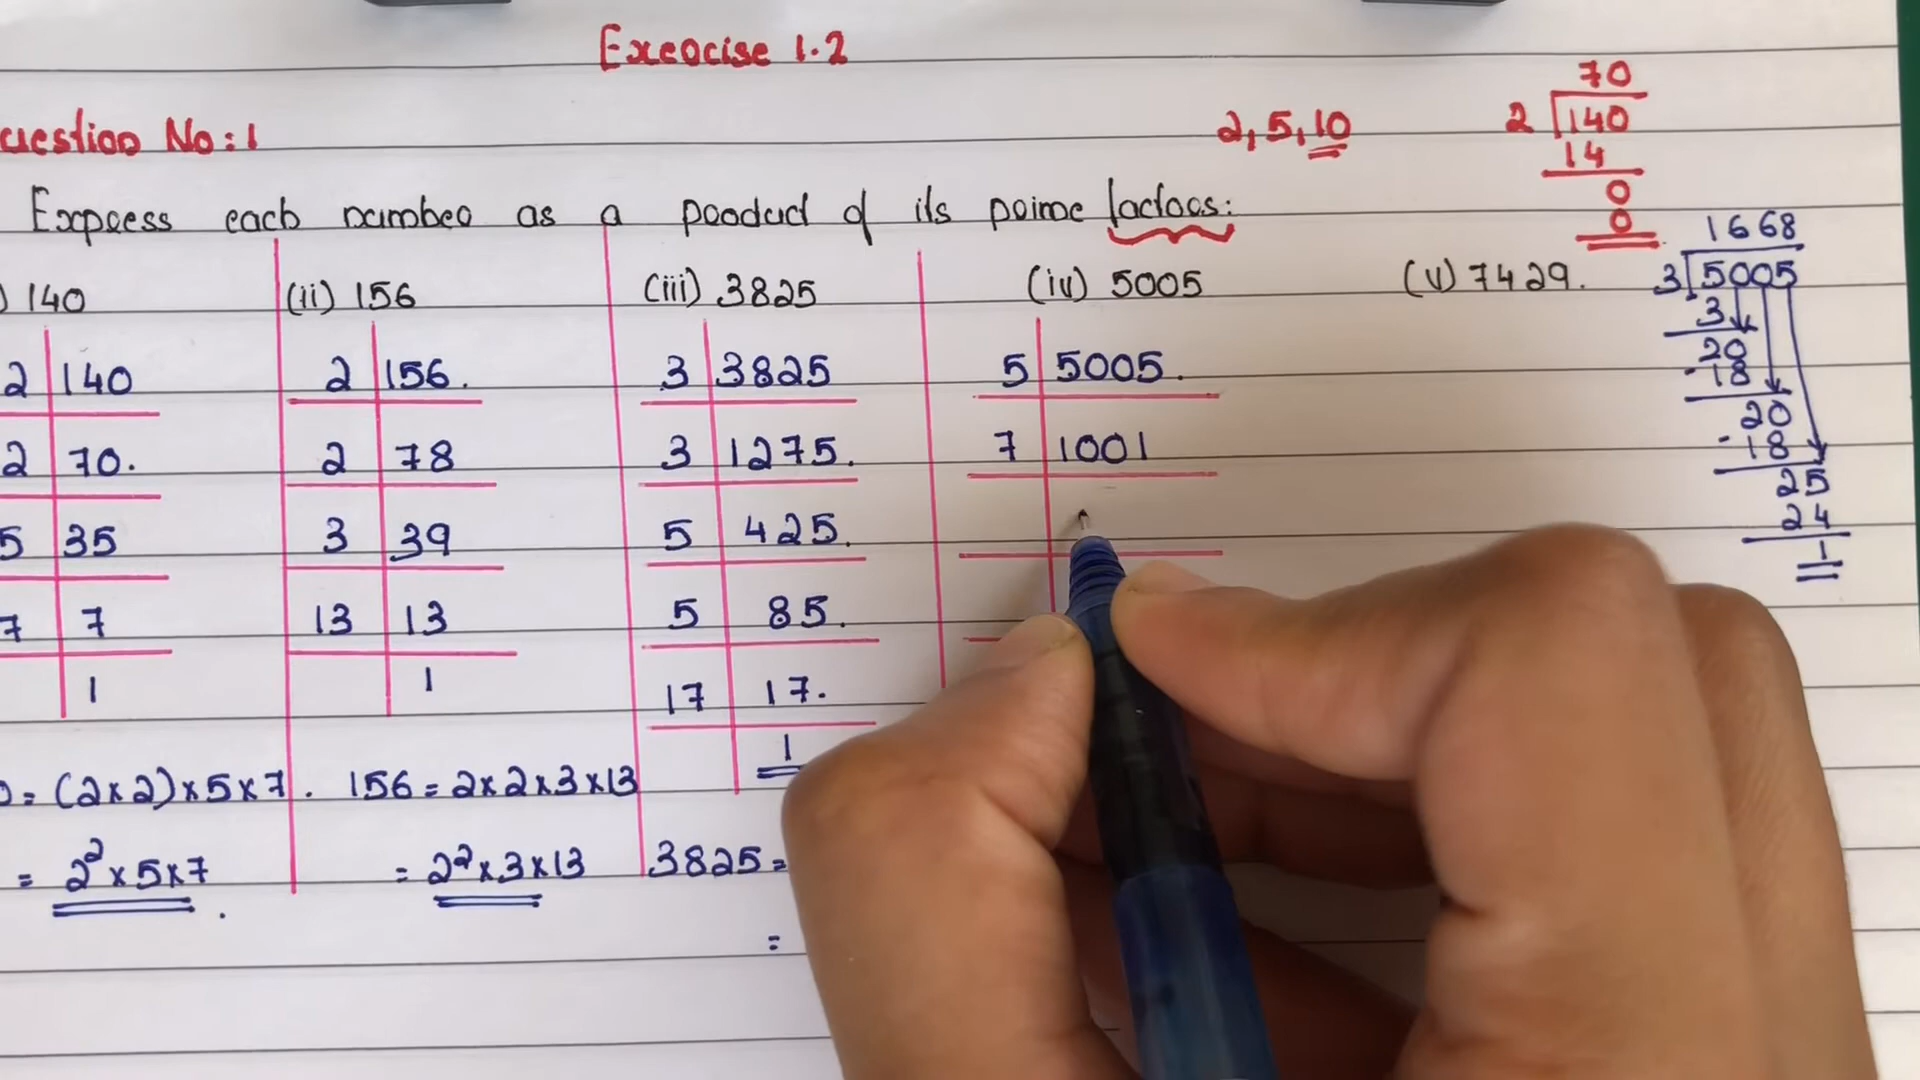 Exercise 1.2
uestion No:1
2, 5, 10
Express each number as a product of its prime factors:
) 140
(ii) 156
(iii) 3825
(iv) 5005
(v) 7429.
2 | 140
2 | 70.
5 | 35
7 | 7
1
= (2×2)×5×7.
= 2²×5×7.
2 | 156.
2 | 78
3 | 39
13 | 13
1
156 = 2×2×3×13
= 2²×3×13
3 | 3825
3 | 1275.
5 | 425.
5 | 85.
17 | 17.
1
3825 =
=
5 | 5005.
7 | 1001
70
2 140
14
0
0
1668
3 5005
3
20
-18
20
-18
25
24
1